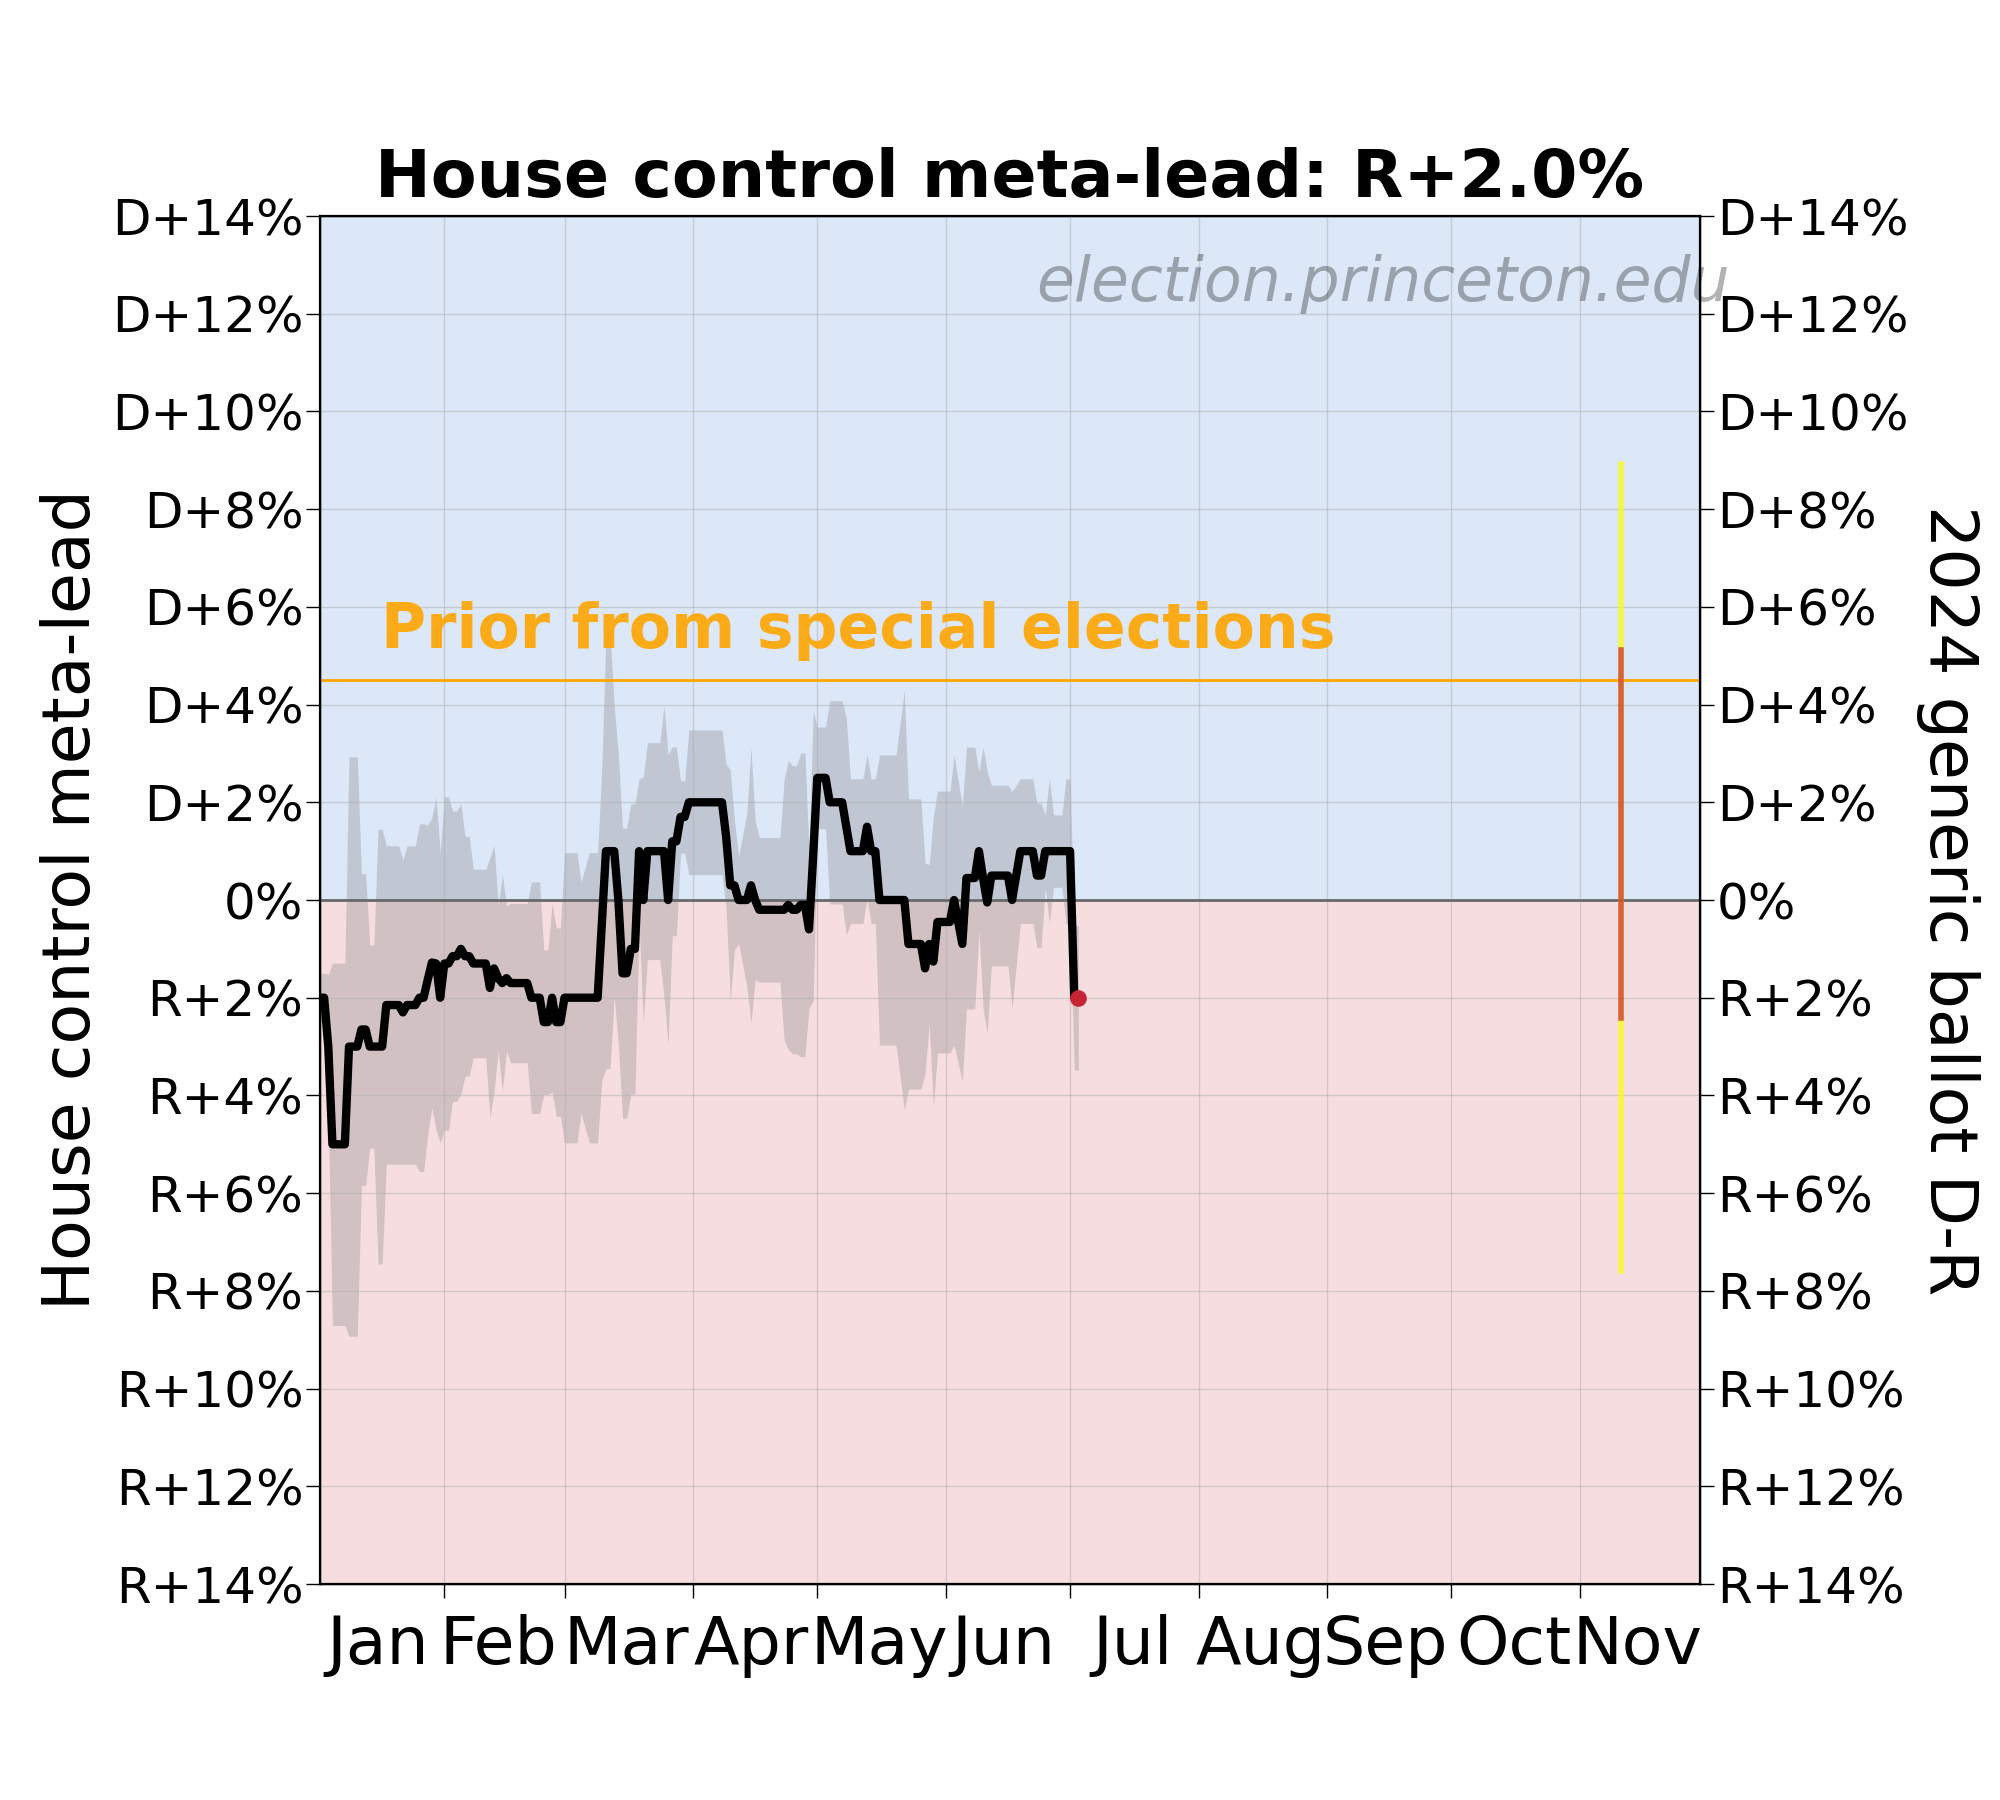 House control meta-lead: R+2.0%
election.princeton.edu
Prior from special elections
House control meta-lead
D+14%
D+12%
D+10%
D+8%
D+6%
D+4%
D+2%
0%
R+2%
R+4%
R+6%
R+8%
R+10%
R+12%
R+14%
D+14%
D+12%
D+10%
D+8%
D+6%
D+4%
D+2%
0%
R+2%
R+4%
R+6%
R+8%
R+10%
R+12%
R+14%
2024 generic ballot D-R
Jan Feb Mar Apr May Jun Jul Aug Sep Oct Nov